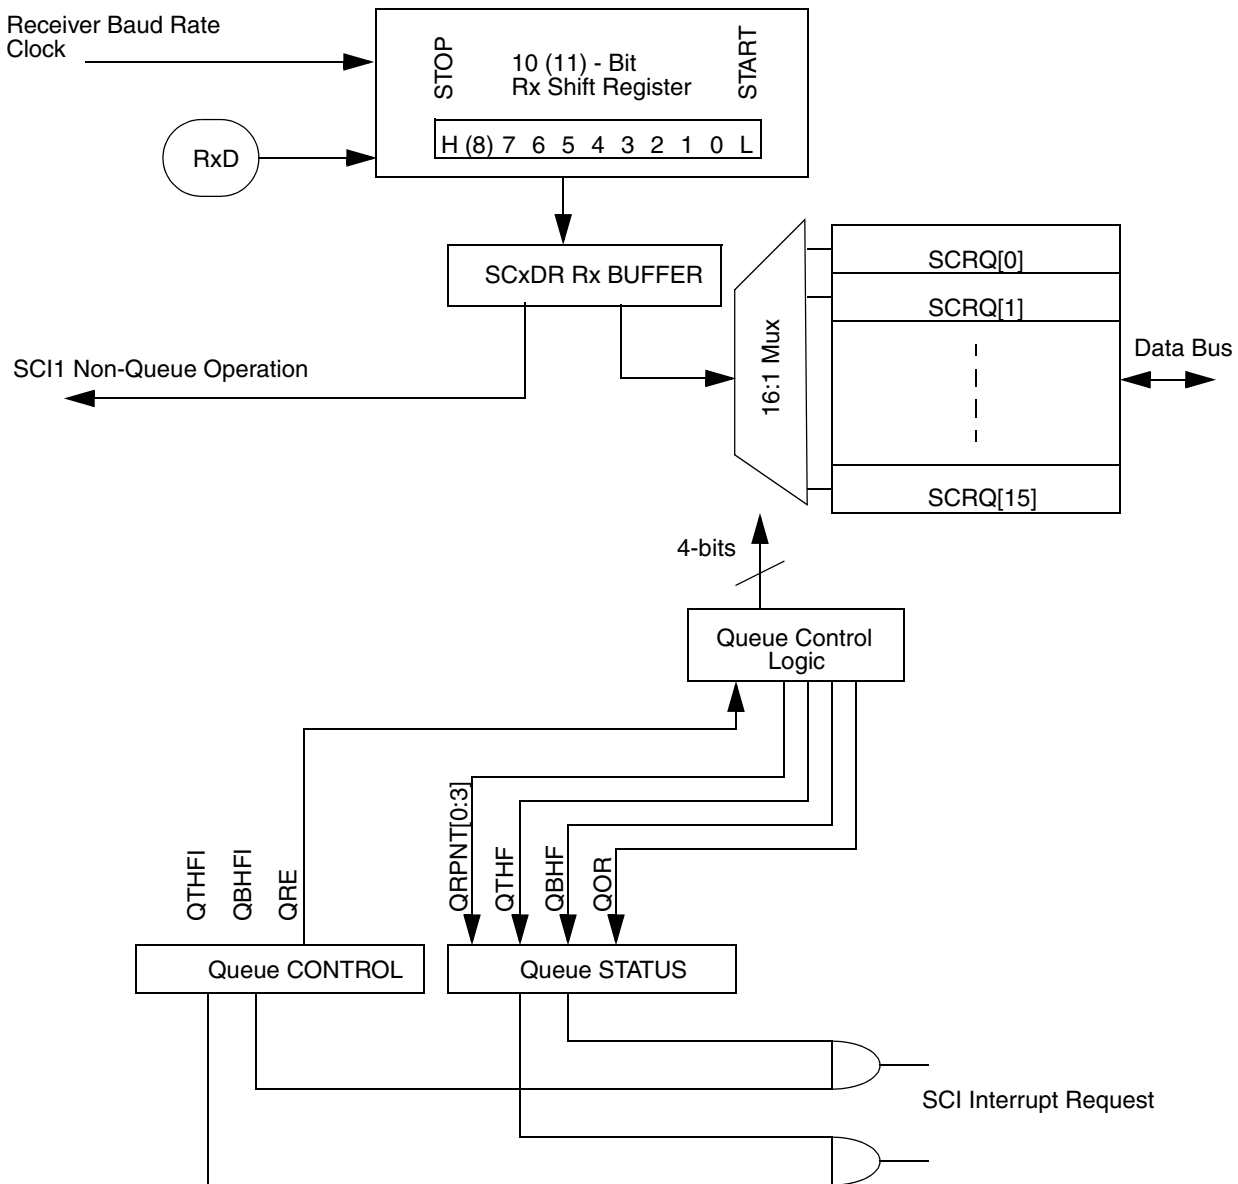 Receiver Baud Rate
Clock
STOP
10 (11) - Bit
Rx Shift Register
START
RxD
H (8) 7 6 5 4 3 2 1 0 L
SCxDR Rx BUFFER
16:1 Mux
SCRQ[0]
SCRQ[1]
SCRQ[15]
Data Bus
SCI1 Non-Queue Operation
4-bits
Queue Control
Logic
QTHFI
QBHFI
QRE
QRPNT[0:3]
QTHF
QBHF
QOR
Queue CONTROL
Queue STATUS
SCI Interrupt Request